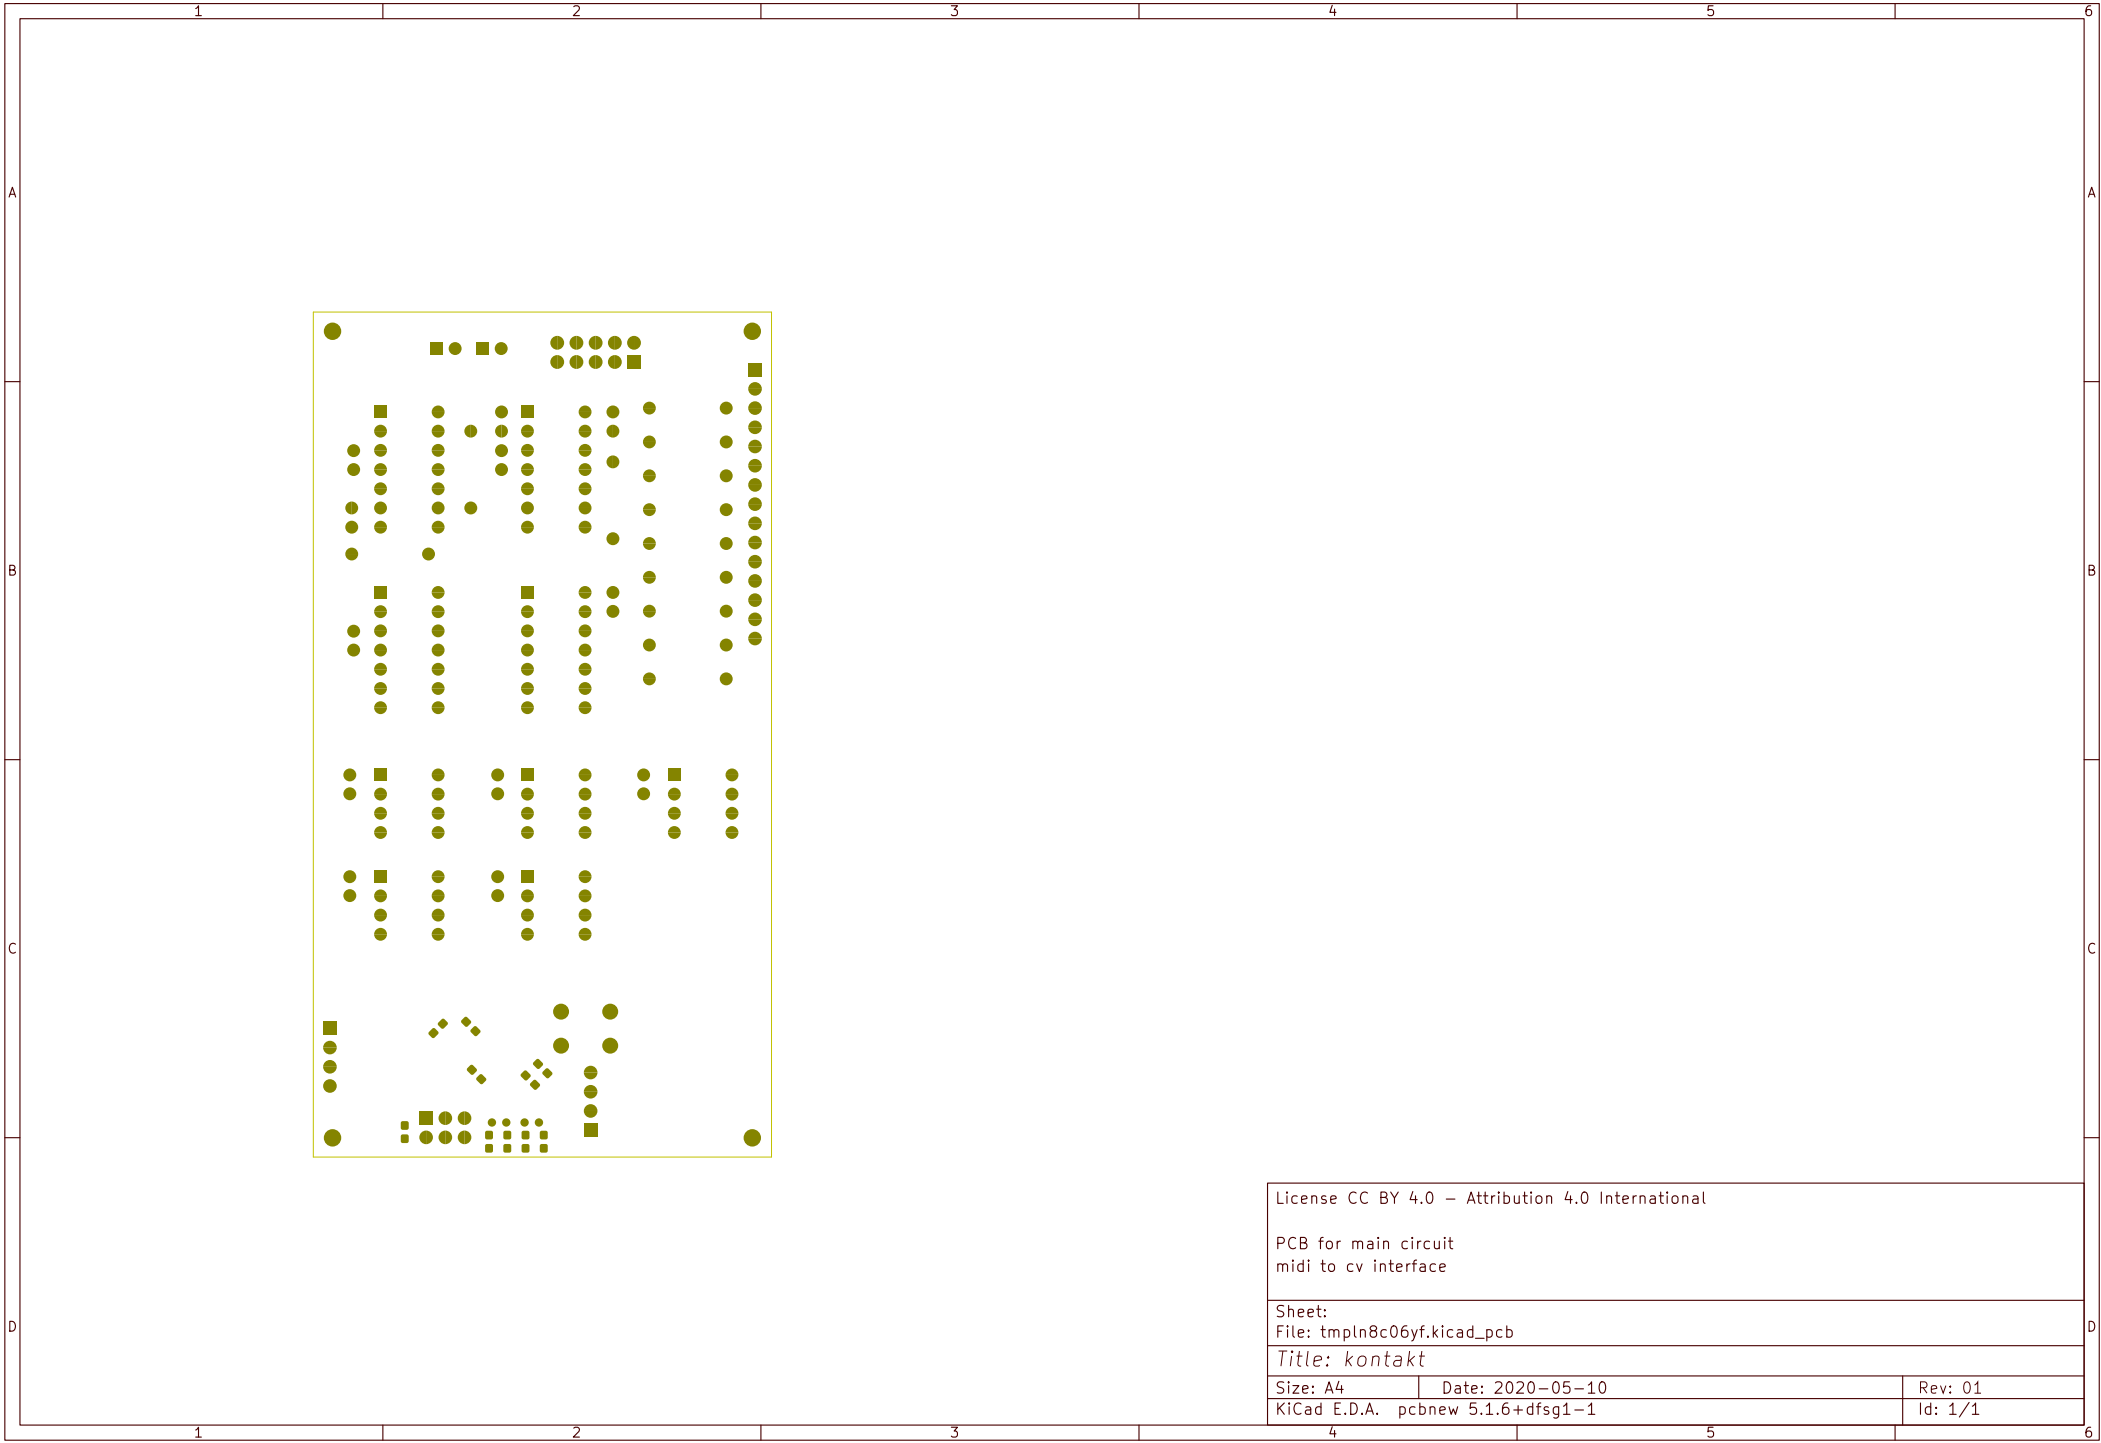 1 2 3 4 5 6
A A
B B
C C
License CC BY 4.0 – Attribution 4.0 International
PCB for main circuit
midi to cv interface
Sheet:
File: tmpln8c06yf.kicad_pcb
D D
Title: kontakt
Size: A4 Date: 2020–05–10 Rev: 01
KiCad E.D.A. pcbnew 5.1.6+dfsg1–1 Id: 1/1
1 2 3 4 5 6